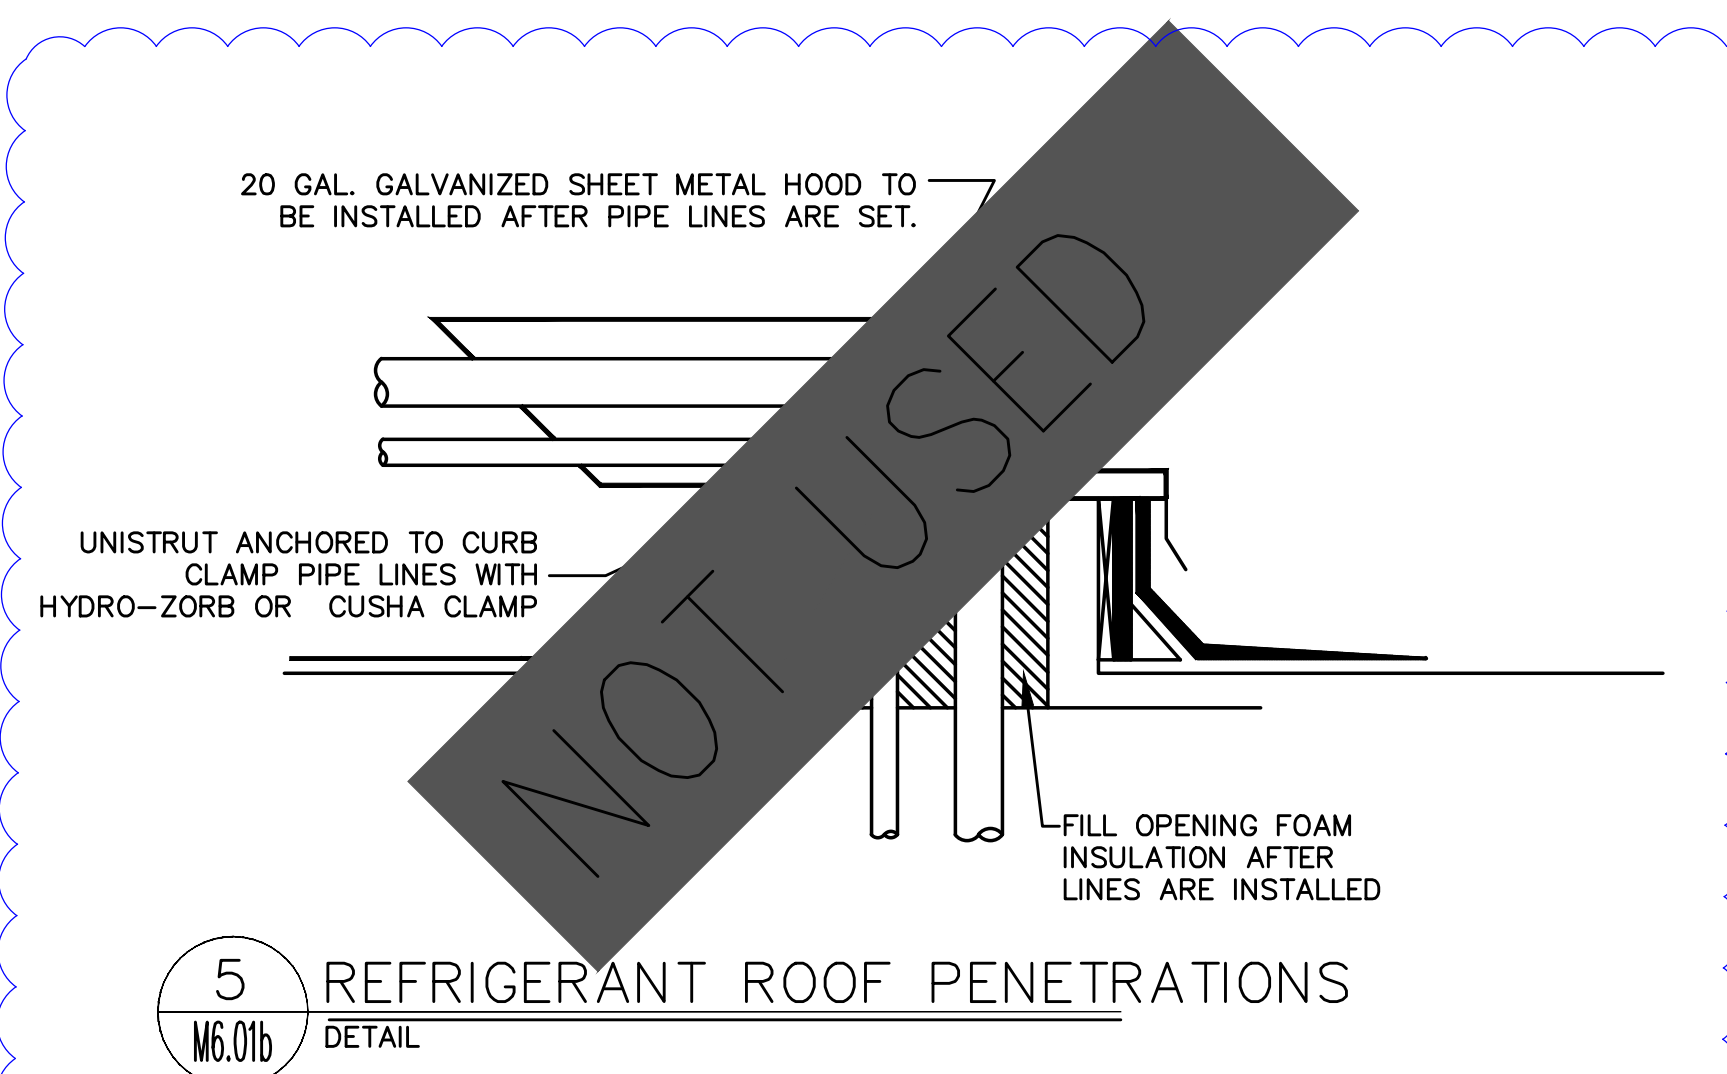 20 GAL. GALVANIZED SHEET METAL HOOD TO
BE INSTALLED AFTER PIPE LINES ARE SET.
NOT USED
UNISTRUT ANCHORED TO CURB
CLAMP PIPE LINES WITH
HYDRO-ZORB OR CUSHA CLAMP
FILL OPENING FOAM
INSULATION AFTER
LINES ARE INSTALLED
5
M6.01b
REFRIGERANT ROOF PENETRATIONS
DETAIL